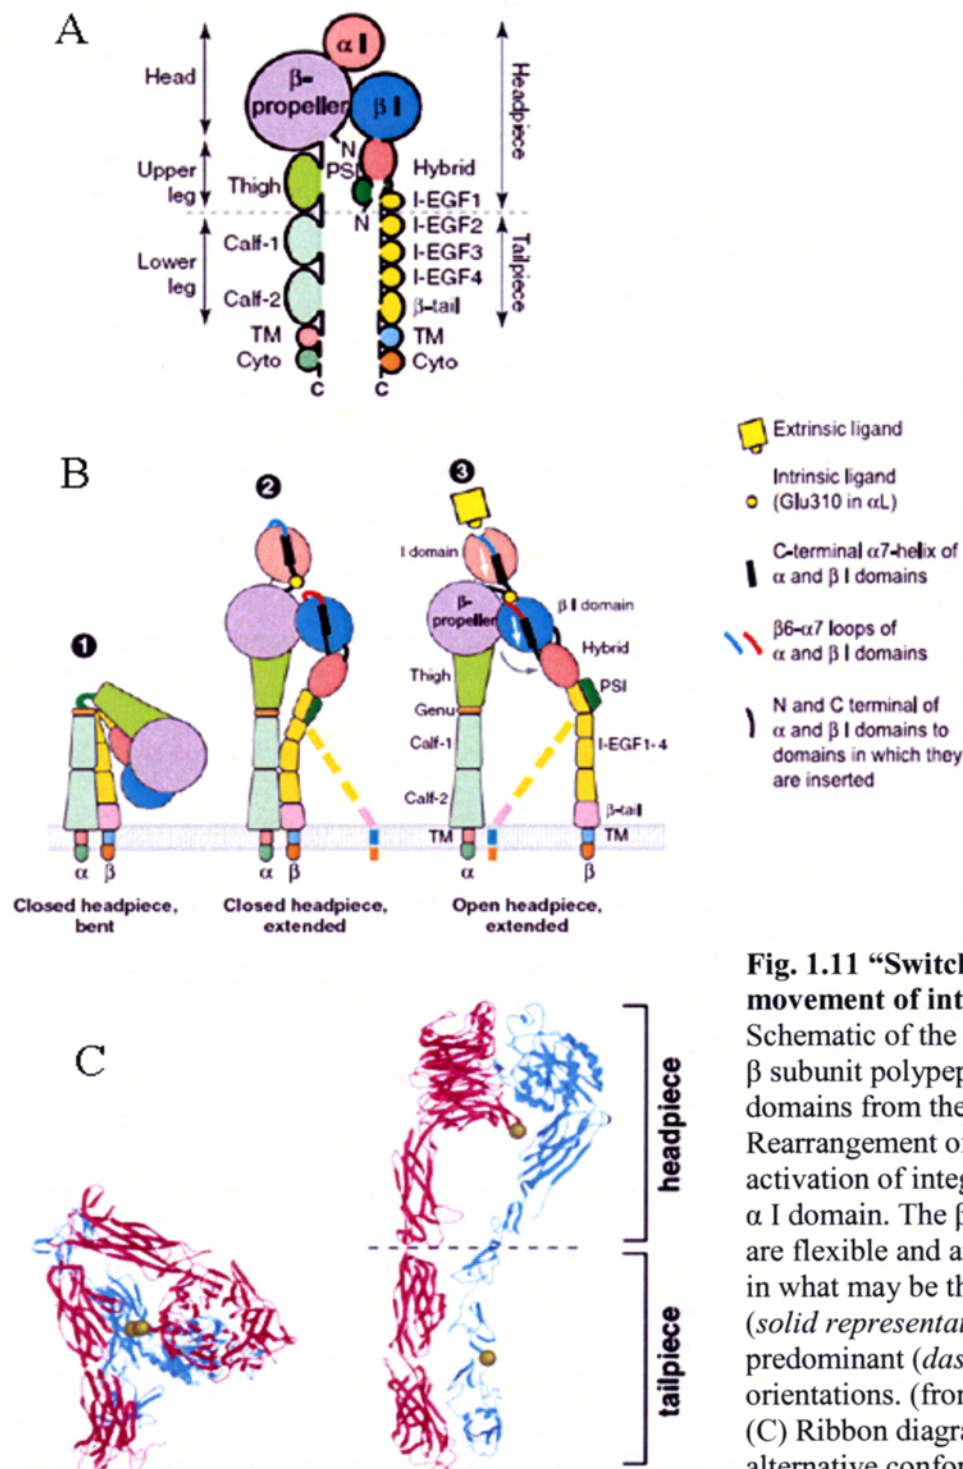 A
α I
β-
propeller
β I
Head
Upper
leg
Lower
leg
N
PSI
Thigh
Hybrid
N
I-EGF1
I-EGF2
I-EGF3
I-EGF4
β-tail
TM
Cyto
C
Calf-1
Calf-2
TM
Cyto
C
Headpiece
Tailpiece
B
1
2
3
α β
Closed headpiece,
bent
α β
Closed headpiece,
extended
I domain
β-
propeller
β I domain
Thigh
Hybrid
Genu
PSI
Calf-1
I-EGF1-4
Calf-2
β-tail
TM
TM
α
β
Open headpiece,
extended
Extrinsic ligand
Intrinsic ligand
(Glu310 in αL)
C-terminal α7-helix of
α and β I domains
β6-α7 loops of
α and β I domains
N and C terminal of
α and β I domains to
domains in which they
are inserted
C
headpiece
tailpiece
Fig. 1.11 “Switch
movement of int
Schematic of the
β subunit polypep
domains from the
Rearrangement o
activation of integ
α I domain. The β
are flexible and a
in what may be th
(solid representat
predominant (das
orientations. (from
(C) Ribbon diagra
alternative confor